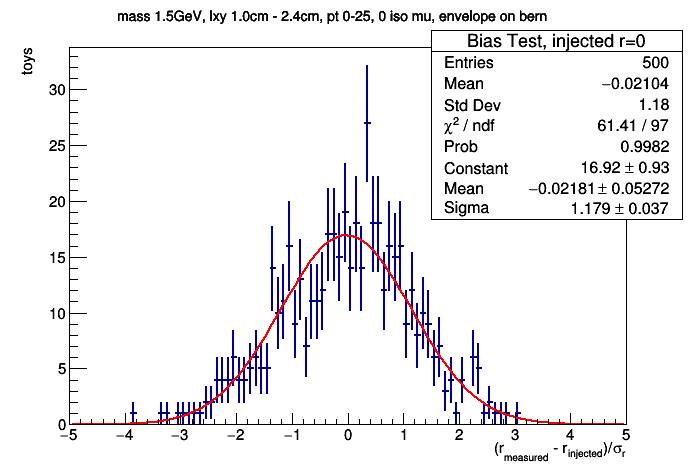 mass 1.5GeV, lxy 1.0cm - 2.4cm, pt 0-25, 0 iso mu, envelope on bern
Bias Test, injected r=0
Entries 500
Mean −0.02104
Std Dev 1.18
χ² / ndf 61.41 / 97
Prob 0.9982
Constant 16.92 ± 0.93
Mean −0.02181 ± 0.05272
Sigma 1.179 ± 0.037
toys
30
25
20
15
10
5
0
−5 −4 −3 −2 −1 0 1 2 3 4 5
(r_measured - r_injected)/σ_r